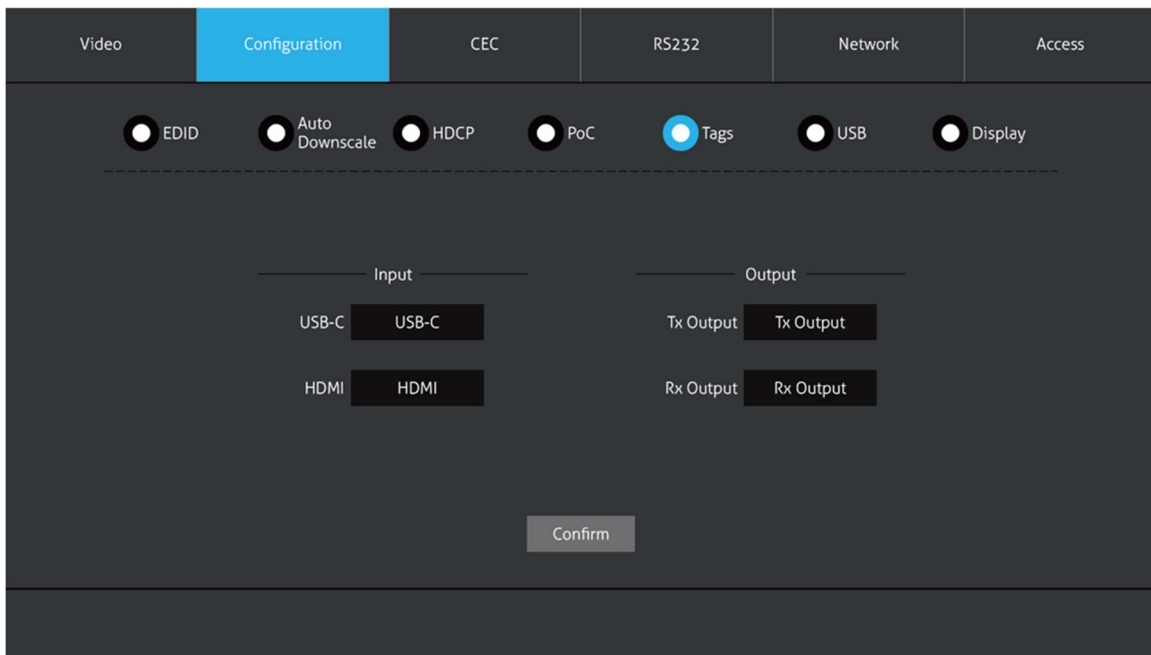 Video Configuration CEC RS232 Network Access
EDID Auto Downscale HDCP PoC Tags USB Display
Input Output
USB-C USB-C Tx Output Tx Output
HDMI HDMI Rx Output Rx Output
Confirm